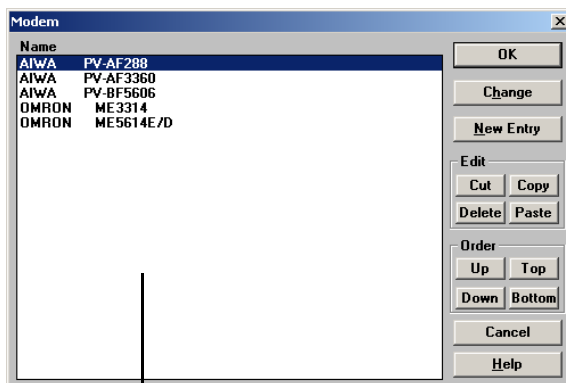 Modem
Name
AIWA PV-AF288
AIWA PV-AF3360
AIWA PV-BF5606
OMRON ME3314
OMRON ME5614E/D
OK
Change
New Entry
Edit
Cut Copy
Delete Paste
Order
Up Top
Down Bottom
Cancel
Help